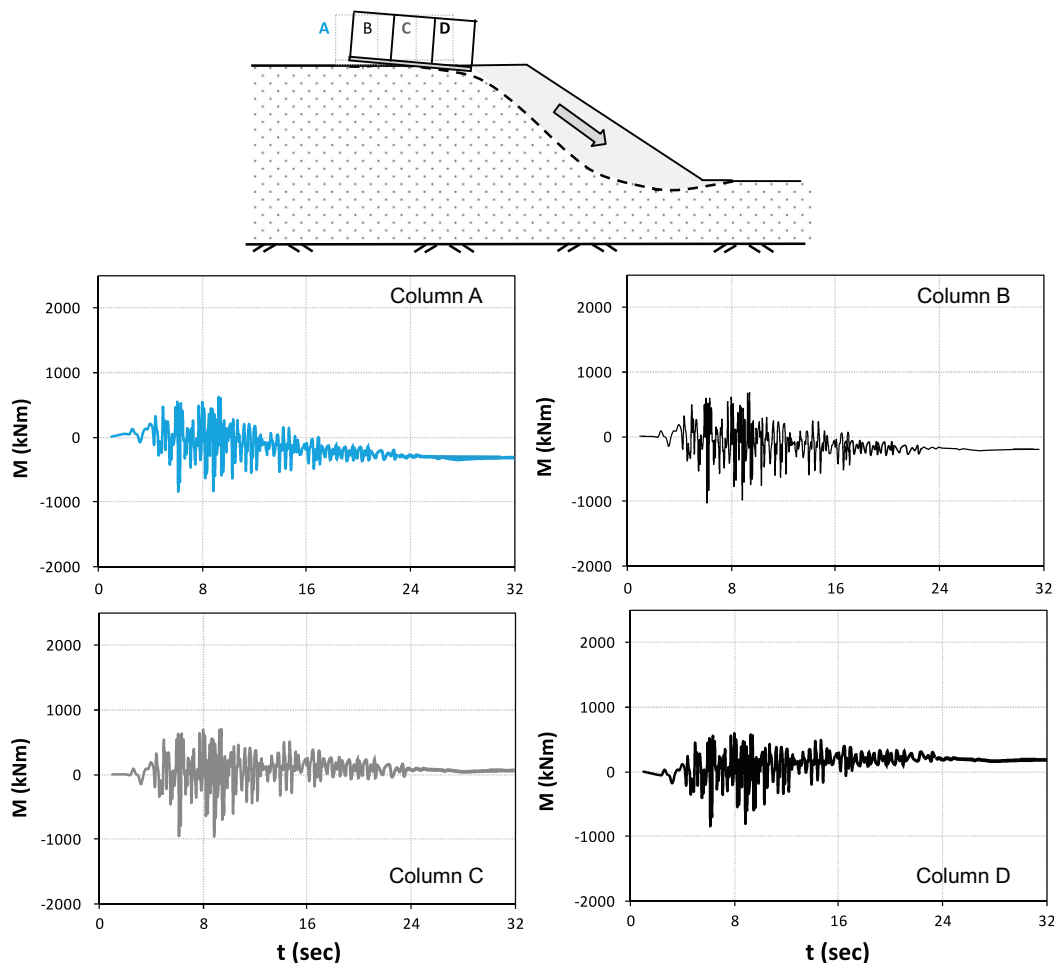 A B C D
Column A
M (kNm)
2000
1000
0
-1000
-2000
0 8 16 24 32
Column B
M (kNm)
2000
1000
0
-1000
-2000
0 8 16 24 32
Column C
M (kNm)
2000
1000
0
-1000
-2000
0 8 16 24 32
t (sec)
Column D
M (kNm)
2000
1000
0
-1000
-2000
0 8 16 24 32
t (sec)